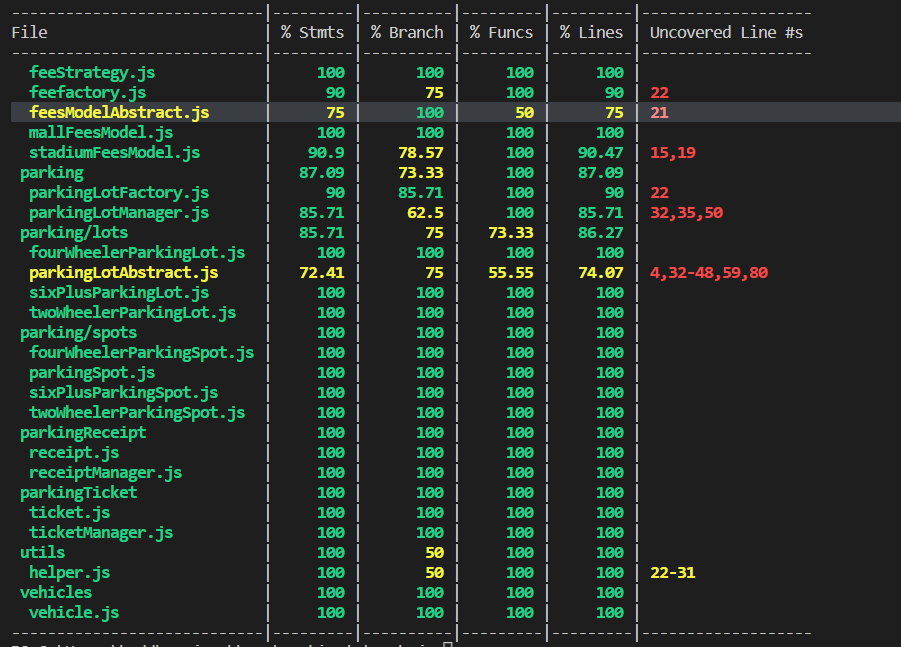 --------------------------|---------|----------|---------|---------|-------------------
File                      | % Stmts | % Branch | % Funcs | % Lines | Uncovered Line #s
--------------------------|---------|----------|---------|---------|-------------------
  feeStrategy.js          |     100 |      100 |     100 |     100 |
  feefactory.js           |      90 |       75 |     100 |      90 | 22
  feesModelAbstract.js    |      75 |      100 |      50 |      75 | 21
  mallFeesModel.js        |     100 |      100 |     100 |     100 |
  stadiumFeesModel.js     |    90.9 |    78.57 |     100 |   90.47 | 15,19
 parking                  |   87.09 |    73.33 |     100 |   87.09 |
  parkingLotFactory.js    |      90 |    85.71 |     100 |      90 | 22
  parkingLotManager.js    |   85.71 |     62.5 |     100 |   85.71 | 32,35,50
 parking/lots             |   85.71 |       75 |   73.33 |   86.27 |
  fourWheelerParkingLot.js |     100 |      100 |     100 |     100 |
  parkingLotAbstract.js   |   72.41 |       75 |   55.55 |   74.07 | 4,32-48,59,80
  sixPlusParkingLot.js    |     100 |      100 |     100 |     100 |
  twoWheelerParkingLot.js |     100 |      100 |     100 |     100 |
 parking/spots            |     100 |      100 |     100 |     100 |
  fourWheelerParkingSpot.js |     100 |      100 |     100 |     100 |
  parkingSpot.js          |     100 |      100 |     100 |     100 |
  sixPlusParkingSpot.js   |     100 |      100 |     100 |     100 |
  twoWheelerParkingSpot.js |     100 |      100 |     100 |     100 |
 parkingReceipt           |     100 |      100 |     100 |     100 |
  receipt.js              |     100 |      100 |     100 |     100 |
  receiptManager.js       |     100 |      100 |     100 |     100 |
 parkingTicket            |     100 |      100 |     100 |     100 |
  ticket.js               |     100 |      100 |     100 |     100 |
  ticketManager.js        |     100 |      100 |     100 |     100 |
 utils                    |     100 |       50 |     100 |     100 |
  helper.js               |     100 |       50 |     100 |     100 | 22-31
 vehicles                 |     100 |      100 |     100 |     100 |
  vehicle.js              |     100 |      100 |     100 |     100 |
--------------------------|---------|----------|---------|---------|-------------------